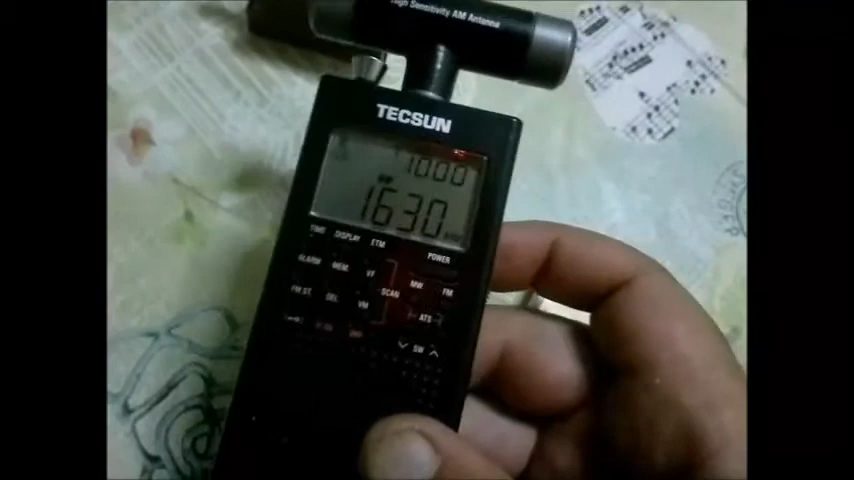 High Sensitivity AM Antenna
TECSUN
1000
1630
TIME DISPLAY ETM
POWER
ALARM MEM VF
MW FM
SCAN
FM ST. DEL VM
ATS
SW